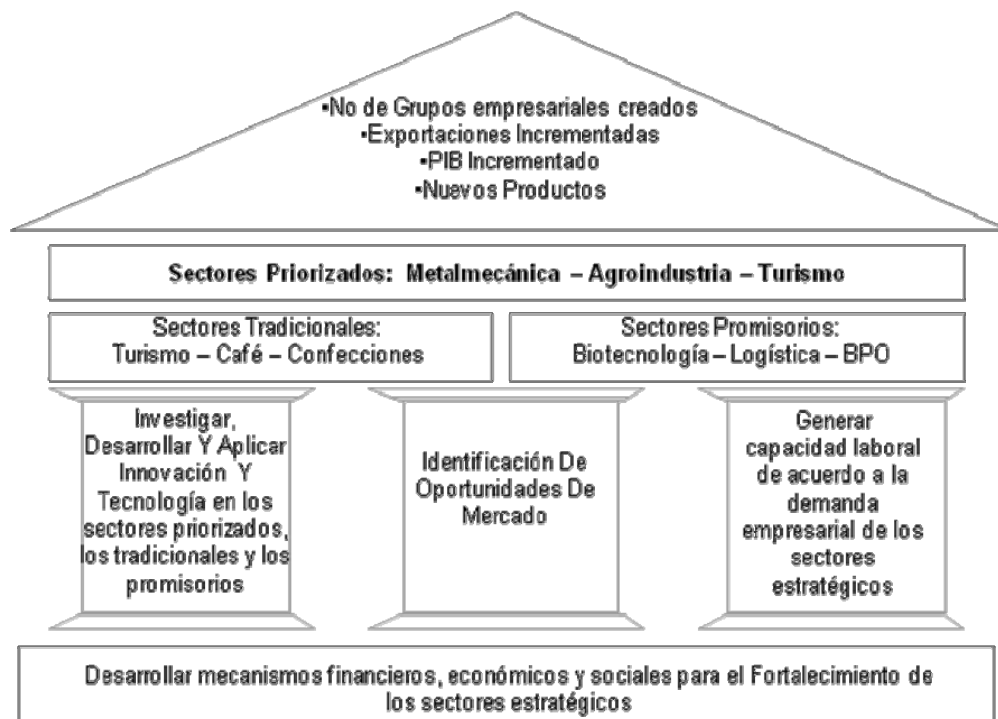 ▪No de Grupos empresariales creados
▪Exportaciones Incrementadas
▪PIB Incrementado
▪Nuevos Productos
Sectores Priorizados: Metalmecánica – Agroindustria – Turismo
Sectores Tradicionales:
Turismo – Café – Confecciones
Sectores Promisorios:
Biotecnología – Logística – BPO
Investigar,
Desarrollar Y Aplicar
Innovación Y
Tecnología en los
sectores priorizados,
los tradicionales y los
promisorios
Identificación De
Oportunidades De
Mercado
Generar
capacidad laboral
de acuerdo a la
demanda
empresarial de los
sectores
estratégicos
Desarrollar mecanismos financieros, económicos y sociales para el Fortalecimiento de
los sectores estratégicos